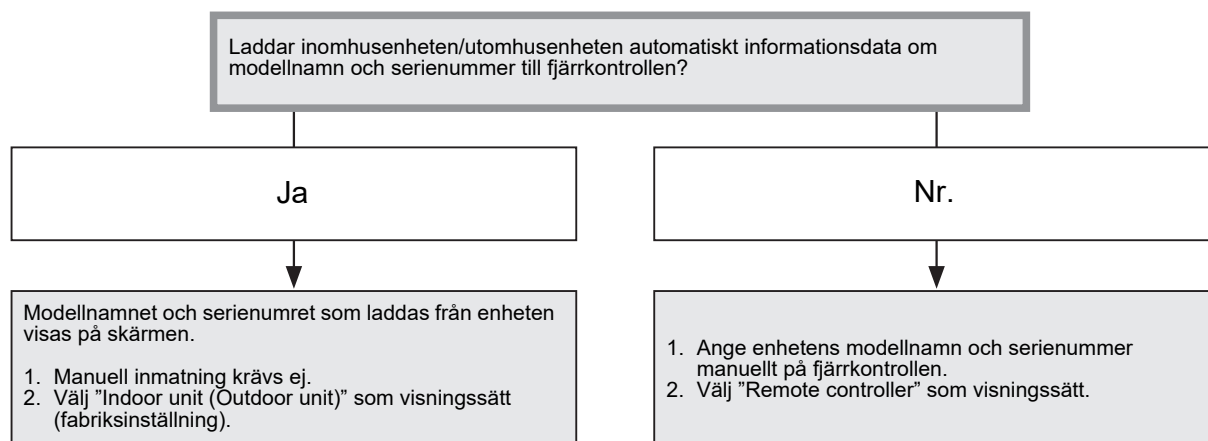 Laddar inomhusenheten/utomhusenheten automatiskt informationsdata om
modellnamn och serienummer till fjärrkontrollen?
Ja
Nr.
Modellnamnet och serienumret som laddas från enheten
visas på skärmen.
1. Manuell inmatning krävs ej.
2. Välj ”Indoor unit (Outdoor unit)” som visningssätt
(fabriksinställning).
1. Ange enhetens modellnamn och serienummer
manuellt på fjärrkontrollen.
2. Välj ”Remote controller” som visningssätt.